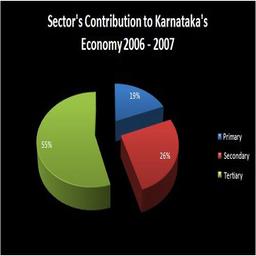 Sector's Contribution to Karnataka's
Economy 2006 - 2007
19%
Primary
55%
26%
Secondary
Tertiary